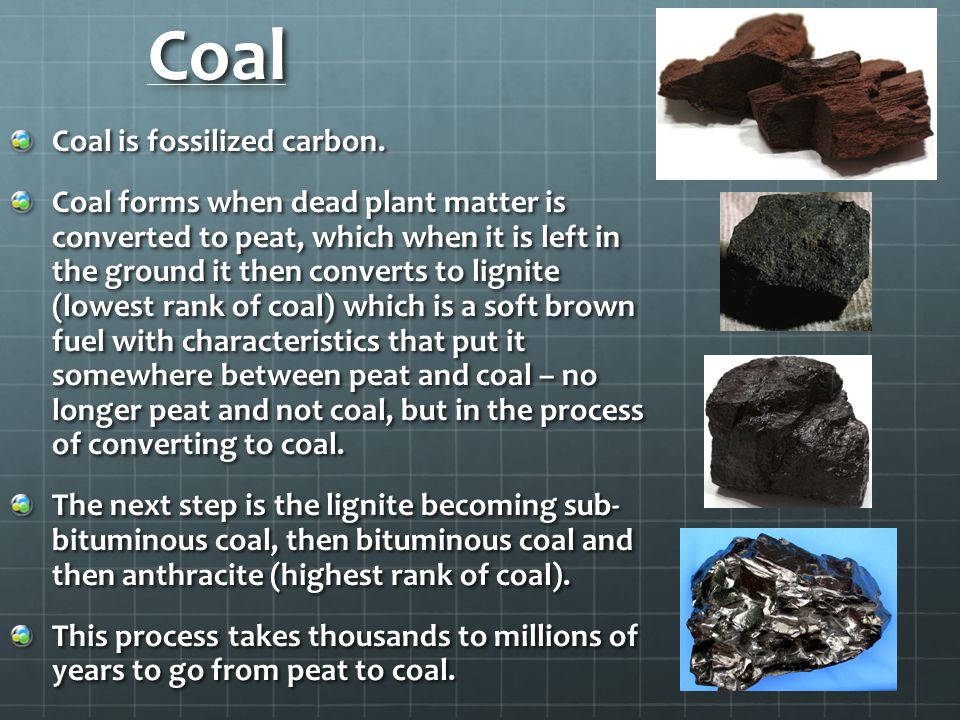 Coal
Coal is fossilized carbon.
Coal forms when dead plant matter is
converted to peat, which when it is left in
the ground it then converts to lignite
(lowest rank of coal) which is a soft brown
fuel with characteristics that put it
somewhere between peat and coal – no
longer peat and not coal, but in the process
of converting to coal.
The next step is the lignite becoming sub-
bituminous coal, then bituminous coal and
then anthracite (highest rank of coal).
This process takes thousands to millions of
years to go from peat to coal.